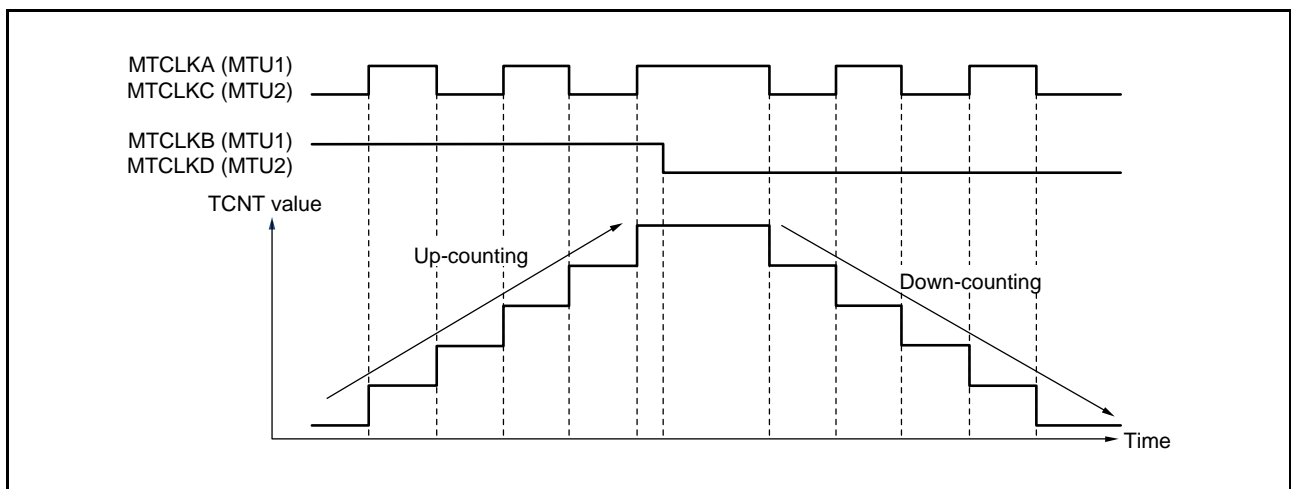 MTCLKA (MTU1)
MTCLKC (MTU2)
MTCLKB (MTU1)
MTCLKD (MTU2)
TCNT value
Up-counting
Down-counting
Time